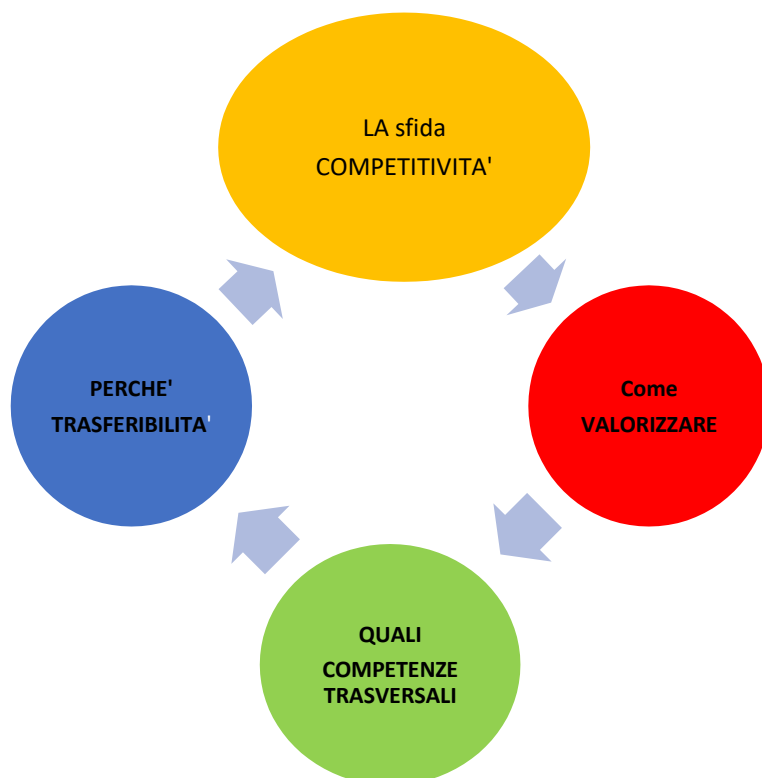 LA sfida
COMPETITIVITA'
PERCHE'
TRASFERIBILITA'
Come
VALORIZZARE
QUALI
COMPETENZE
TRASVERSALI